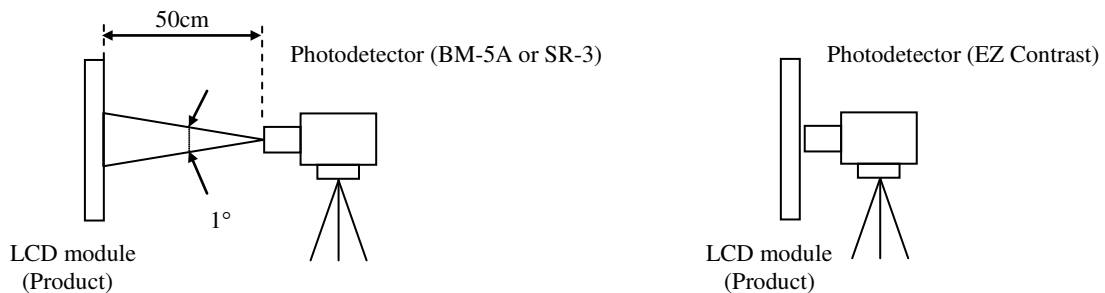 50cm
Photodetector (BM-5A or SR-3)
1°
LCD module
(Product)
Photodetector (EZ Contrast)
LCD module
(Product)